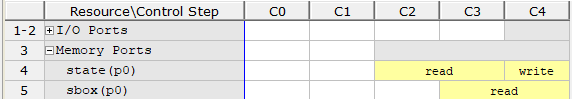 Resource\Control Step C0 C1 C2 C3 C4
1-2 I/O Ports
3 Memory Ports
4 state(p0) read write
5 sbox(p0) read